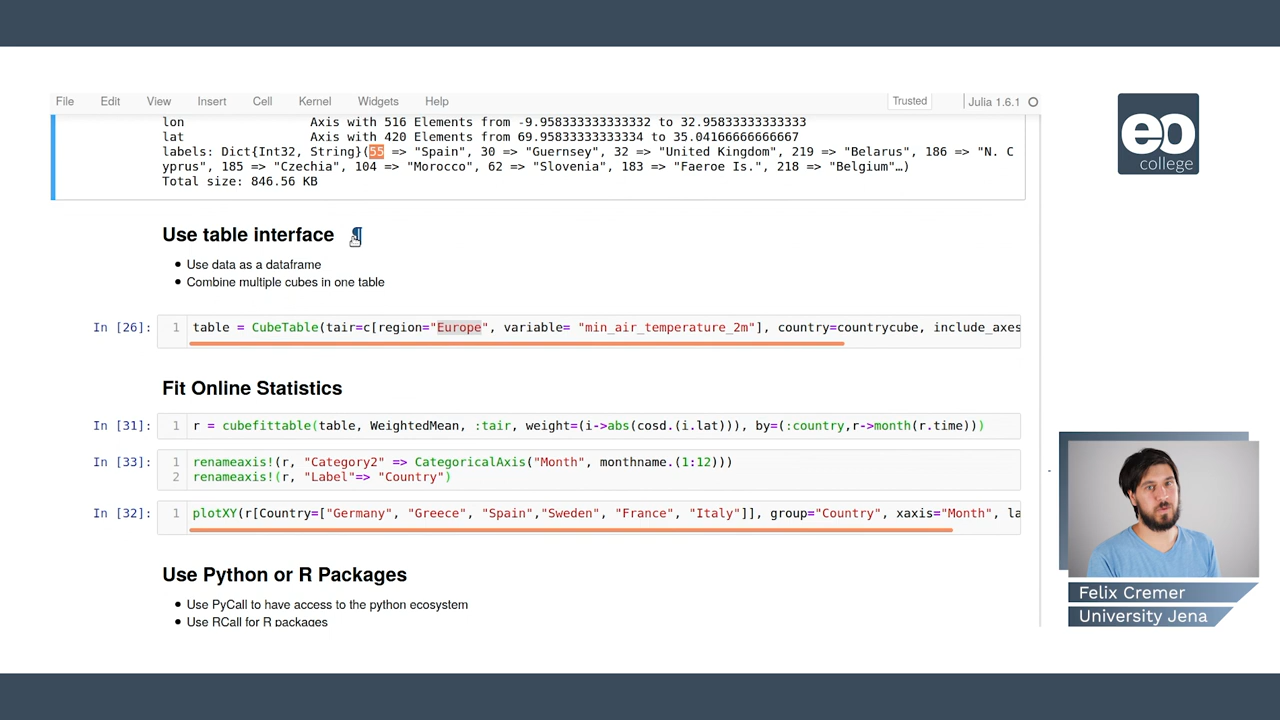 File Edit View Insert Cell Kernel Widgets Help Trusted Julia 1.6.1
lon Axis with 516 Elements from -9.958333333333332 to 32.95833333333333
lat Axis with 420 Elements from 69.958333333334 to 35.04166666666667
labels: Dict{Int32, String}(55 => "Spain", 30 => "Guernsey", 32 => "United Kingdom", 219 => "Belarus", 186 => "N. C
yprus", 185 => "Czechia", 104 => "Morocco", 62 => "Slovenia", 183 => "Faeroe Is.", 218 => "Belgium"…)
Total size: 846.56 KB
eo
college
Use table interface ¶
• Use data as a dataframe
• Combine multiple cubes in one table
In [26]: 1 table = CubeTable(tair=c[region="Europe", variable= "min_air_temperature_2m"], country=countrycube, include_axes
Fit Online Statistics
In [31]: 1 r = cubefittable(table, WeightedMean, :tair, weight=(i->abs(cosd.(i.lat))), by=(:country,r->month(r.time)))
In [33]: 1 renameaxis!(r, "Category2" => CategoricalAxis("Month", monthname.(1:12)))
2 renameaxis!(r, "Label"=> "Country")
In [32]: 1 plotXY(r[Country=["Germany", "Greece", "Spain","Sweden", "France", "Italy"]], group="Country", xaxis="Month", la
Use Python or R Packages
• Use PyCall to have access to the python ecosystem
• Use RCall for R packages
Felix Cremer
University Jena